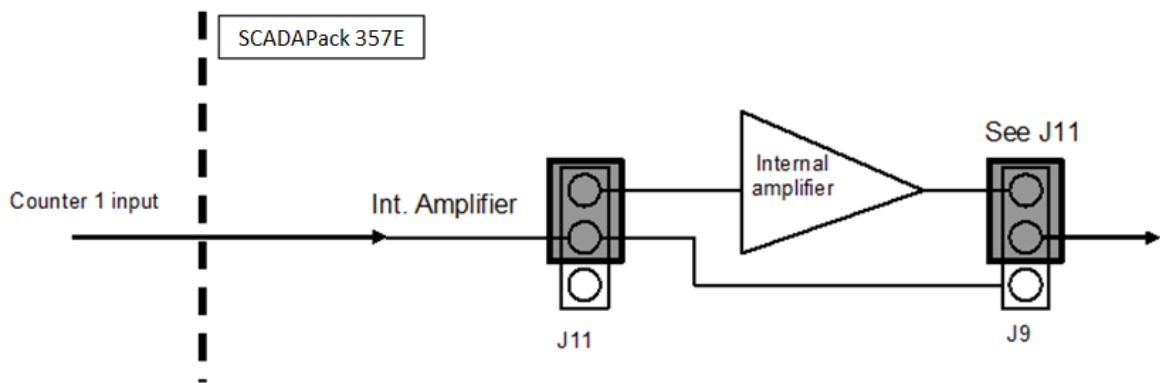 SCADAPack 357E
See J11
Internal
amplifier
Counter 1 input
Int. Amplifier
J11
J9